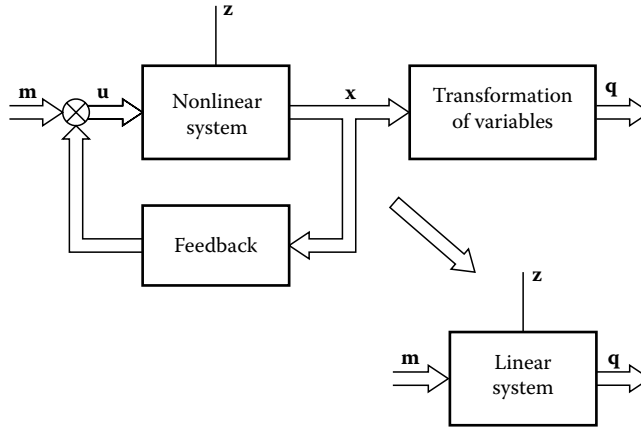 z
m
u
Nonlinear
system
x
Transformation
of variables
q
Feedback
z
m
Linear
system
q